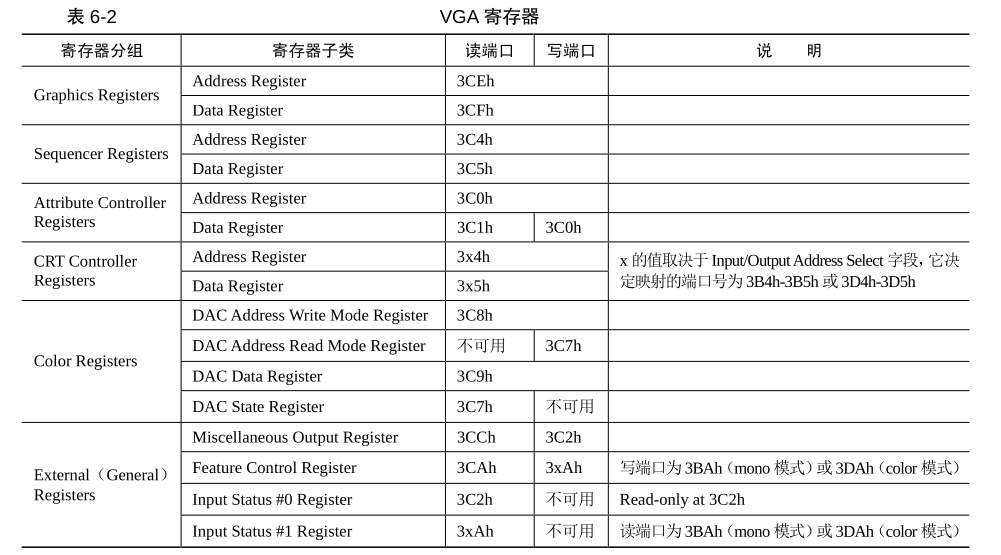 表 6-2 VGA 寄存器
寄存器分组 寄存器子类 读端口 写端口 说 明
Graphics Registers Address Register 3CEh
Data Register 3CFh
Sequencer Registers Address Register 3C4h
Data Register 3C5h
Attribute Controller Registers Address Register 3C0h
Data Register 3C1h 3C0h
CRT Controller Registers Address Register 3x4h x 的值取决于 Input/Output Address Select 字段，它决
Data Register 3x5h 定映射的端口号为 3B4h-3B5h 或 3D4h-3D5h
Color Registers DAC Address Write Mode Register 3C8h
DAC Address Read Mode Register 不可用 3C7h
DAC Data Register 3C9h
DAC State Register 3C7h 不可用
External（General）Registers Miscellaneous Output Register 3CCh 3C2h
Feature Control Register 3CAh 3xAh 写端口为 3BAh（mono 模式）或 3DAh（color 模式）
Input Status #0 Register 3C2h 不可用 Read-only at 3C2h
Input Status #1 Register 3xAh 不可用 读端口为 3BAh（mono 模式）或 3DAh（color 模式）